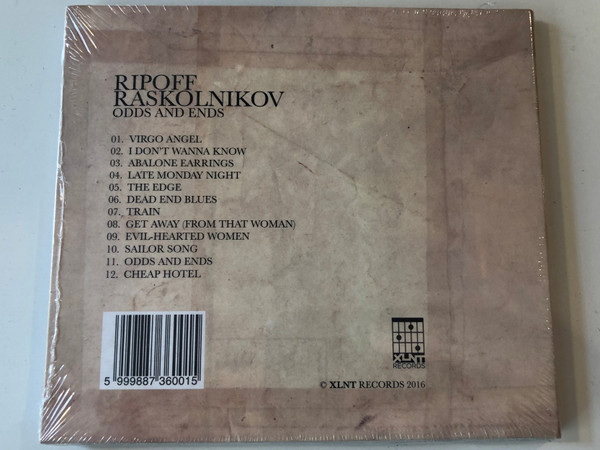 RIPOFF
RASKOLNIKOV
ODDS AND ENDS
01. VIRGO ANGEL
02. I DON'T WANNA KNOW
03. ABALONE EARRINGS
04. LATE MONDAY NIGHT
05. THE EDGE
06. DEAD END BLUES
07. TRAIN
08. GET AWAY (FROM THAT WOMAN)
09. EVIL-HEARTED WOMEN
10. SAILOR SONG
11. ODDS AND ENDS
12. CHEAP HOTEL
5 999887 360015
XLNT
RECORDS
© XLNT RECORDS 2016